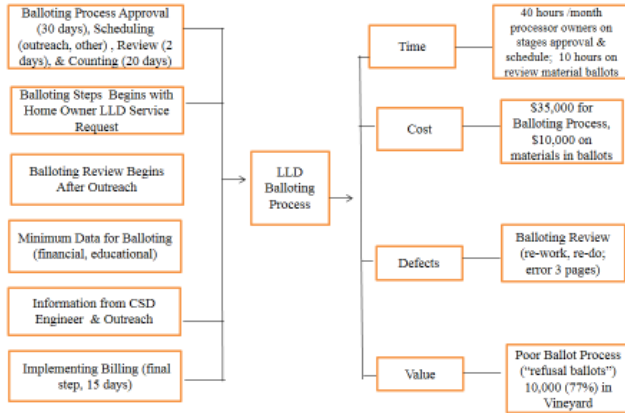 Balloting Process Approval
(30 days), Scheduling
(outreach, other) , Review (2
days), & Counting (20 days)
Balloting Steps Begins with
Home Owner LLD Service
Request
Balloting Review Begins
After Outreach
Minimum Data for Balloting
(financial, educational)
Information from CSD
Engineer & Outreach
Implementing Billing (final
step, 15 days)
LLD
Balloting
Process
Time
40 hours /month
processor owners on
stages approval &
schedule; 10 hours on
review material ballots
Cost
$35,000 for
Balloting Process,
$10,000 on
materials in ballots
Defects
Balloting Review
(re-work, re-do;
error 3 pages)
Value
Poor Ballot Process
(“refusal ballots”)
10,000 (77%) in
Vineyard